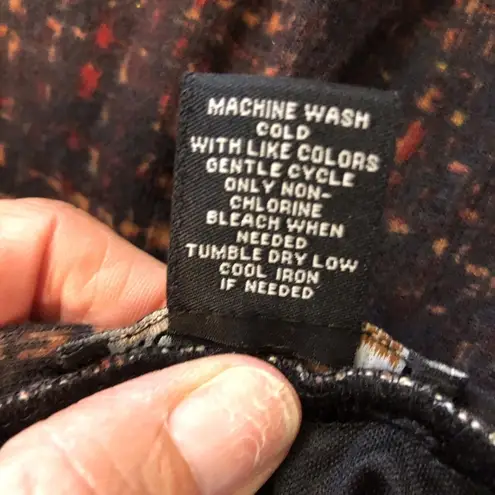 MACHINE WASH
COLD
WITH LIKE COLORS
GENTLE CYCLE
ONLY NON-
CHLORINE
BLEACH WHEN
NEEDED
TUMBLE DRY LOW
COOL IRON
IF NEEDED